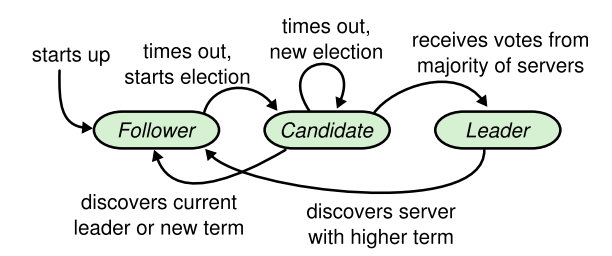 starts up
times out,
starts election
times out,
new election
receives votes from
majority of servers
Follower
Candidate
Leader
discovers current
leader or new term
discovers server
with higher term